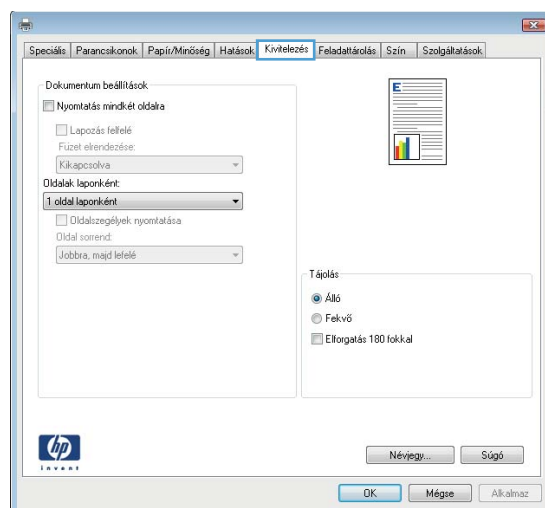 Speciális Parancsikonok Papír/Minőség Hatások Kivitelezés Feladattárolás Szín Szolgáltatások
Dokumentum beállítások
Nyomtatás mindkét oldalra
Lapozás felfelé
Füzet elrendezése:
Kikapcsolva
Oldalak laponként:
1 oldal laponként
Oldalszegélyek nyomtatása
Oldal sorrend:
Jobbra, majd lefelé
E
Tájolás
Álló
Fekvő
Elforgatás 180 fokkal
hp
invent
Névjegy... Súgó
OK Mégse Alkalmaz